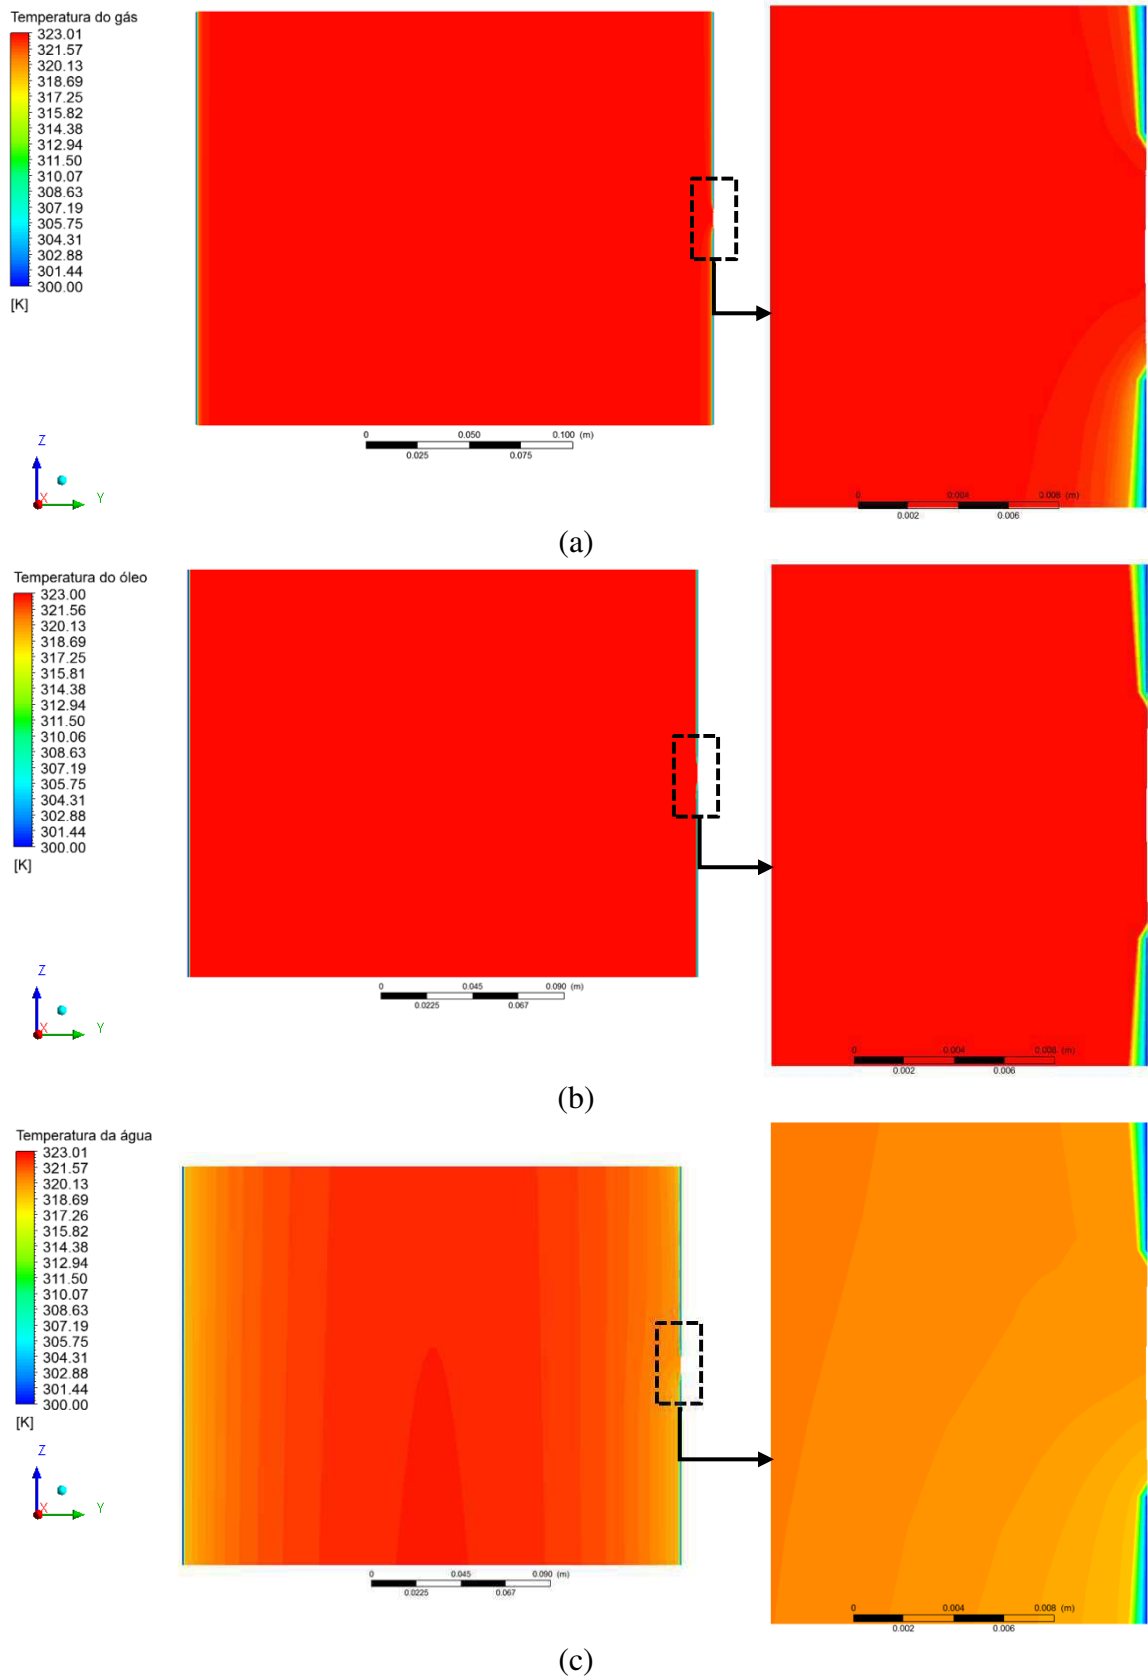 Temperatura do gás
323.01
321.57
320.13
318.69
317.25
315.82
314.38
312.94
311.50
310.07
308.63
307.19
305.75
304.31
302.88
301.44
300.00
[K]
Z
X
Y
0 0.050 0.100 (m)
0.025 0.075
0 0.004 0.008 (m)
0.002 0.006
(a)
Temperatura do óleo
323.00
321.56
320.13
318.69
317.25
315.81
314.38
312.94
311.50
310.06
308.63
307.19
305.75
304.31
302.88
301.44
300.00
[K]
Z
X
Y
0 0.045 0.090 (m)
0.0225 0.067
0 0.004 0.008 (m)
0.002 0.006
(b)
Temperatura da água
323.01
321.57
320.13
318.69
317.26
315.82
314.38
312.94
311.50
310.07
308.63
307.19
305.75
304.31
302.88
301.44
300.00
[K]
Z
X
Y
0 0.045 0.090 (m)
0.0225 0.067
0 0.004 0.008 (m)
0.002 0.006
(c)